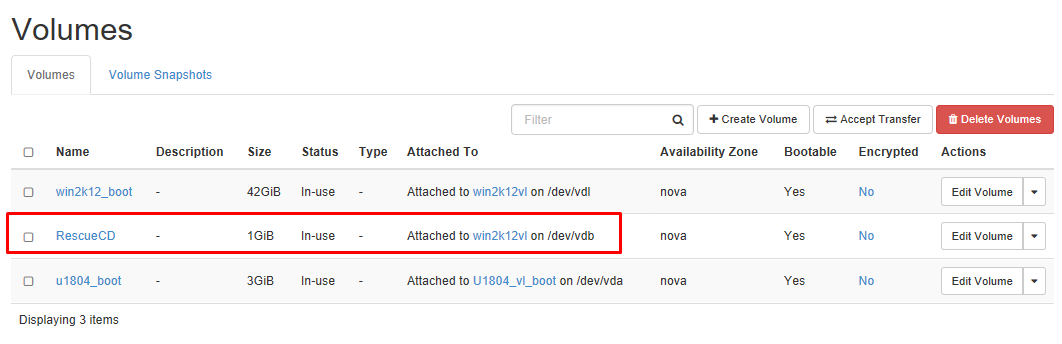 Volumes
Volumes Volume Snapshots
Filter Create Volume Accept Transfer Delete Volumes
Name Description Size Status Type Attached To Availability Zone Bootable Encrypted Actions
win2k12_boot - 42GiB In-use - Attached to win2k12vl on /dev/vdl nova Yes No Edit Volume
RescueCD - 1GiB In-use - Attached to win2k12vl on /dev/vdb nova Yes No Edit Volume
u1804_boot - 3GiB In-use - Attached to U1804_vl_boot on /dev/vda nova Yes No Edit Volume
Displaying 3 items